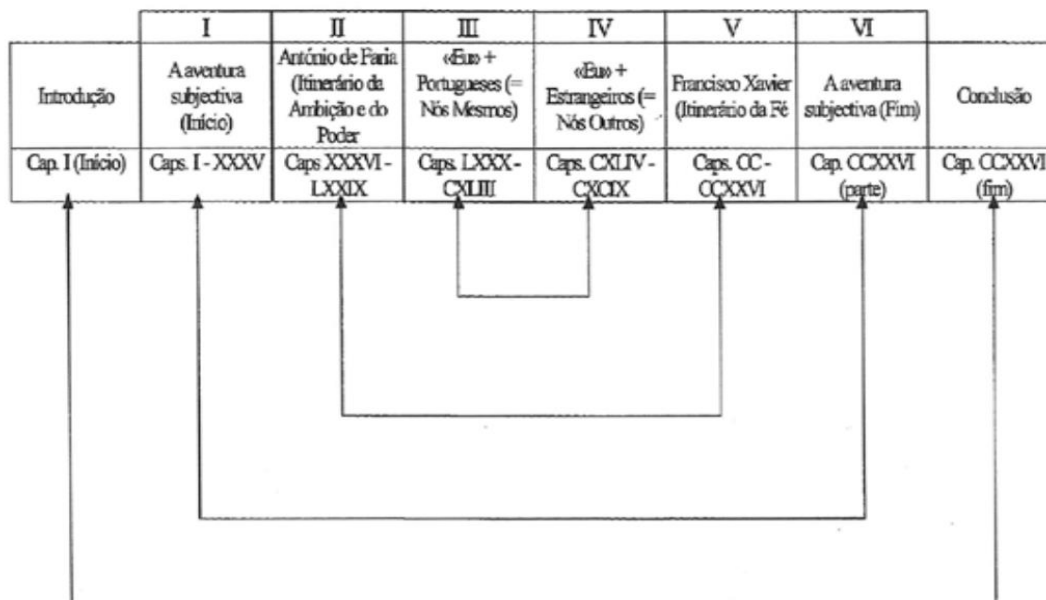 I II III IV V VI
Introdução
A aventura
subjectiva
(Início)
António de Faria
(Itinerário da
Ambição e do
Poder
«Eu» +
Portugueses (=
Nós Mesmos)
«Eu» +
Estrangeiros (=
Nós Outros)
Francisco Xavier
(Itinerário da Fé
A aventura
subjectiva (Fim)
Conclusão
Cap. I (Início)
Caps. I - XXXV
Caps XXXVI -
LXXIX
Caps. LXXX -
CXLIII
Caps. CXLIV -
CXCIX
Caps. CC -
CCXXVI
Cap. CCXXVI
(parte)
Cap. CCXXVI
(fim)